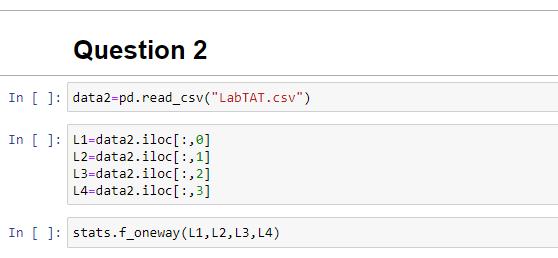 Question 2
In [ ]: data2=pd.read_csv("LabTAT.csv")
In [ ]: L1=data2.iloc[:,0]
L2=data2.iloc[:,1]
L3=data2.iloc[:,2]
L4=data2.iloc[:,3]
In [ ]: stats.f_oneway(L1,L2,L3,L4)